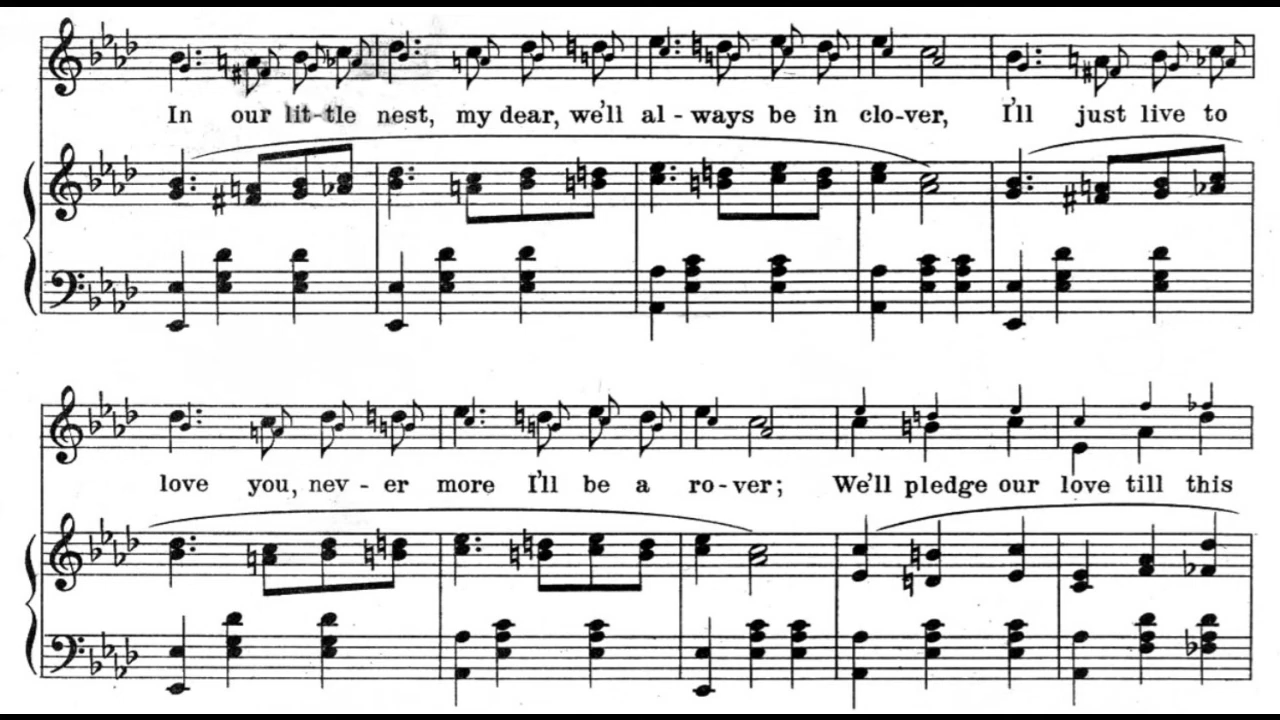 In our lit-tle nest, my dear, we'll al-ways be in clo-ver, I'll just live to
love you, nev-er more I'll be a ro-ver; We'll pledge our love till this